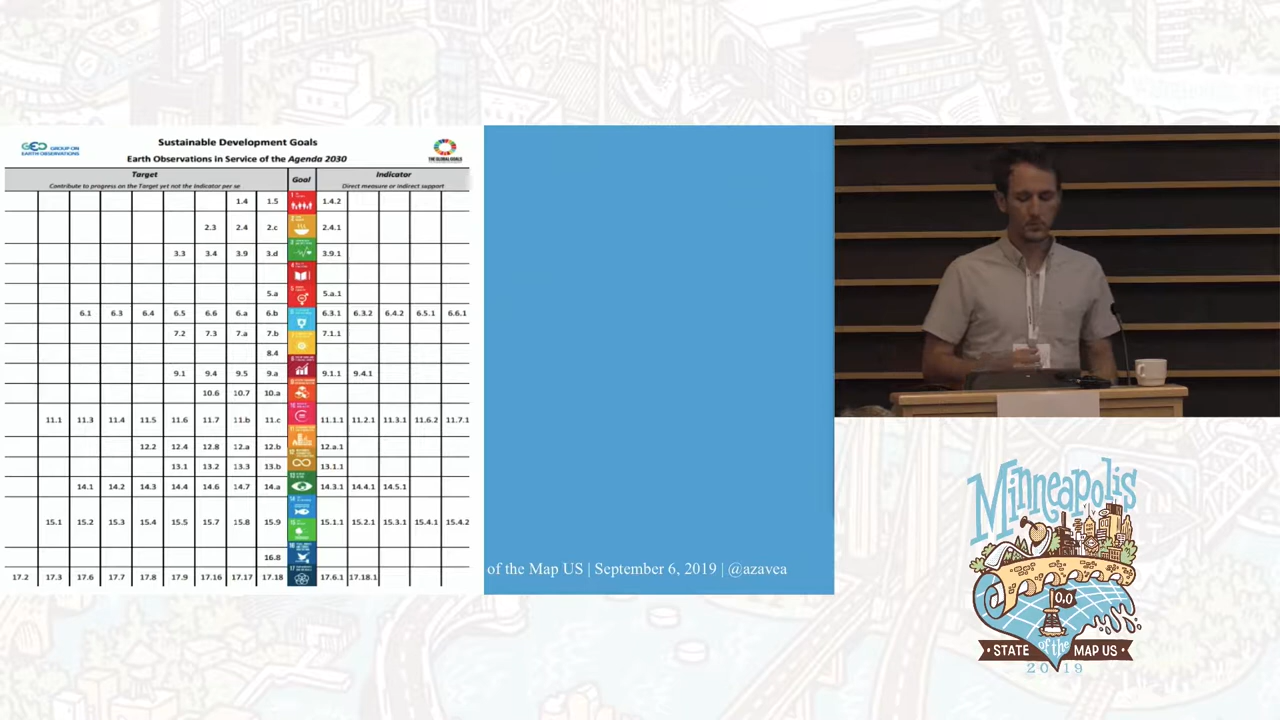 GEO GROUP ON
EARTH OBSERVATIONS
Sustainable Development Goals
Earth Observations in Service of the Agenda 2030
THE GLOBAL GOALS
Target
Contribute to progress on the Target yet not the Indicator per se
Goal
Indicator
Direct measure or indirect support
1.4 1.5 1 1.4.2
2.3 2.4 2.c 2 2.4.1
3.3 3.4 3.9 3.d 3.9.1
5.a 5.a.1
6.1 6.3 6.4 6.5 6.6 6.a 6.b 6.3.1 6.3.2 6.4.2 6.5.1 6.6.1
7.2 7.3 7.a 7.b 7.1.1
8.4
9.1 9.4 9.5 9.a 9.1.1 9.4.1
10.6 10.7 10.a
11.1 11.3 11.4 11.5 11.6 11.7 11.b 11.c 11.1.1 11.2.1 11.3.1 11.6.2 11.7.1
12.2 12.4 12.8 12.a 12.b 12.a.1
13.1 13.2 13.3 13.b 13.1.1
14.1 14.2 14.3 14.4 14.6 14.7 14.a 14.3.1 14.4.1 14.5.1
15.1 15.2 15.3 15.4 15.5 15.7 15.8 15.9 15.1.1 15.2.1 15.3.1 15.4.1 15.4.2
16.8
17.2 17.3 17.6 17.7 17.8 17.9 17.16 17.17 17.18 17.6.1 17.18.1
of the Map US | September 6, 2019 | @azavea
Minneapolis
0,0
STATE of the MAP US
2019